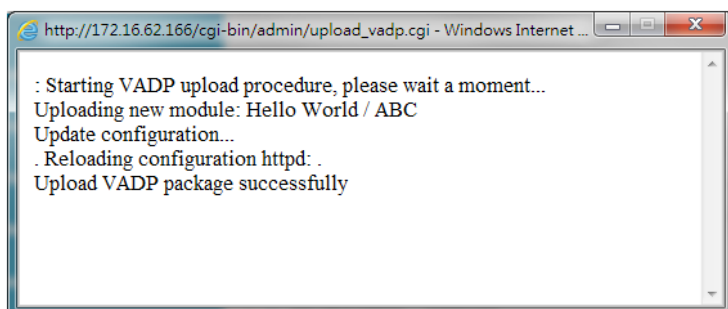 http://172.16.62.166/cgi-bin/admin/upload_vadp.cgi - Windows Internet ...
: Starting VADP upload procedure, please wait a moment...
Uploading new module: Hello World / ABC
Update configuration...
. Reloading configuration httpd: .
Upload VADP package successfully